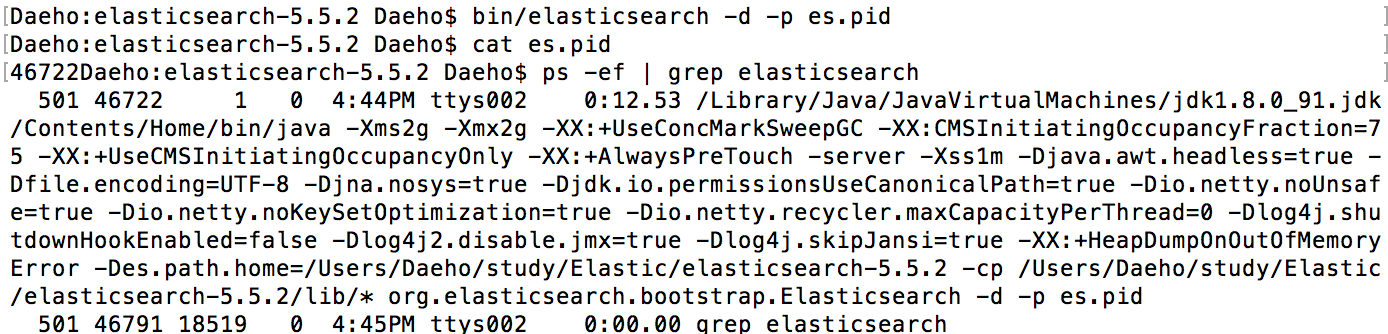 [Daeho:elasticsearch-5.5.2 Daeho$ bin/elasticsearch -d -p es.pid ]
[Daeho:elasticsearch-5.5.2 Daeho$ cat es.pid ]
[46722Daeho:elasticsearch-5.5.2 Daeho$ ps -ef | grep elasticsearch ]
  501 46722     1   0  4:44PM ttys002    0:12.53 /Library/Java/JavaVirtualMachines/jdk1.8.0_91.jdk
/Contents/Home/bin/java -Xms2g -Xmx2g -XX:+UseConcMarkSweepGC -XX:CMSInitiatingOccupancyFraction=7
5 -XX:+UseCMSInitiatingOccupancyOnly -XX:+AlwaysPreTouch -server -Xss1m -Djava.awt.headless=true -
Dfile.encoding=UTF-8 -Djna.nosys=true -Djdk.io.permissionsUseCanonicalPath=true -Dio.netty.noUnsaf
e=true -Dio.netty.noKeySetOptimization=true -Dio.netty.recycler.maxCapacityPerThread=0 -Dlog4j.shu
tdownHookEnabled=false -Dlog4j2.disable.jmx=true -Dlog4j.skipJansi=true -XX:+HeapDumpOnOutOfMemory
Error -Des.path.home=/Users/Daeho/study/Elastic/elasticsearch-5.5.2 -cp /Users/Daeho/study/Elastic
/elasticsearch-5.5.2/lib/* org.elasticsearch.bootstrap.Elasticsearch -d -p es.pid
  501 46791 18519   0  4:45PM ttys002    0:00.00 grep elasticsearch